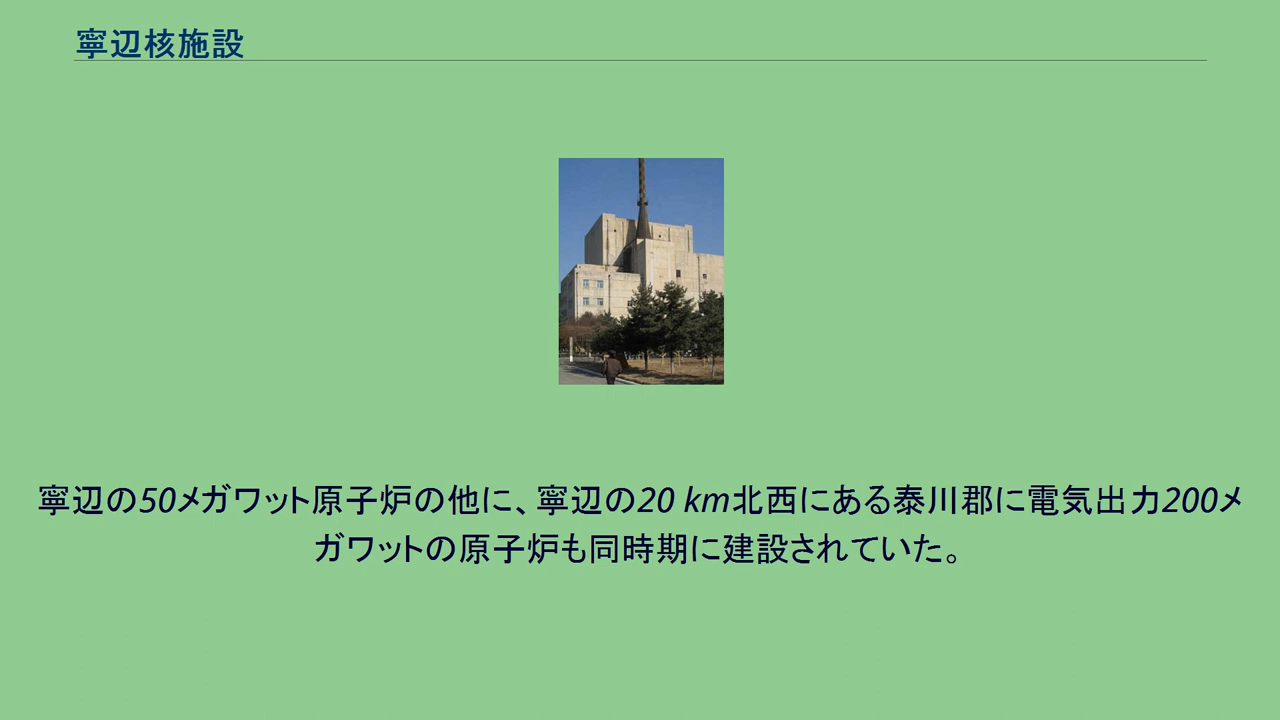 寧辺核施設
寧辺の50メガワット原子炉の他に、寧辺の20 km北西にある泰川郡に電気出力200メ
ガワットの原子炉も同時期に建設されていた。